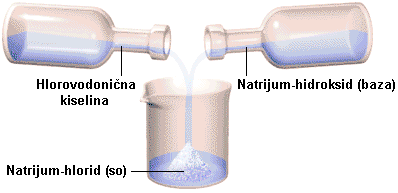 Hlorovodonična
kiselina
Natrijum-hidroksid (baza)
Natrijum-hlorid (so)